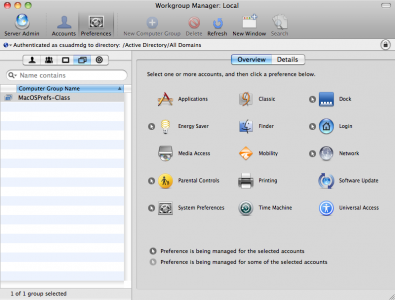 Workgroup Manager: Local
Server Admin Accounts Preferences New Computer Group Delete Refresh New Window Search
Authenticated as csuadmdg to directory: /Active Directory/All Domains
Overview Details
Name contains
Select one or more accounts, and then click a preference below.
Computer Group Name
MacOSPrefs-Class
Applications Classic Dock
Energy Saver Finder Login
Media Access Mobility Network
Parental Controls Printing Software Update
System Preferences Time Machine Universal Access
Preference is being managed for the selected accounts
Preference is being managed for some of the selected accounts
1 of 1 group selected